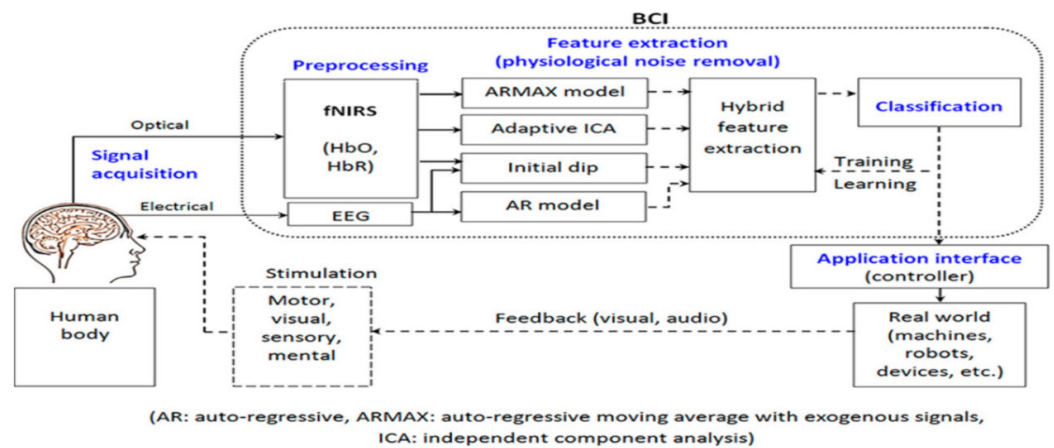 BCI
Feature extraction
(physiological noise removal)
Preprocessing
fNIRS
(HbO,
HbR)
ARMAX model
Adaptive ICA
Initial dip
AR model
EEG
Hybrid
feature
extraction
Classification
Training
Learning
Optical
Signal
acquisition
Electrical
Application interface
(controller)
Stimulation
Motor,
visual,
sensory,
mental
Human
body
Feedback (visual, audio)
Real world
(machines,
robots,
devices, etc.)
(AR: auto-regressive, ARMAX: auto-regressive moving average with exogenous signals,
ICA: independent component analysis)